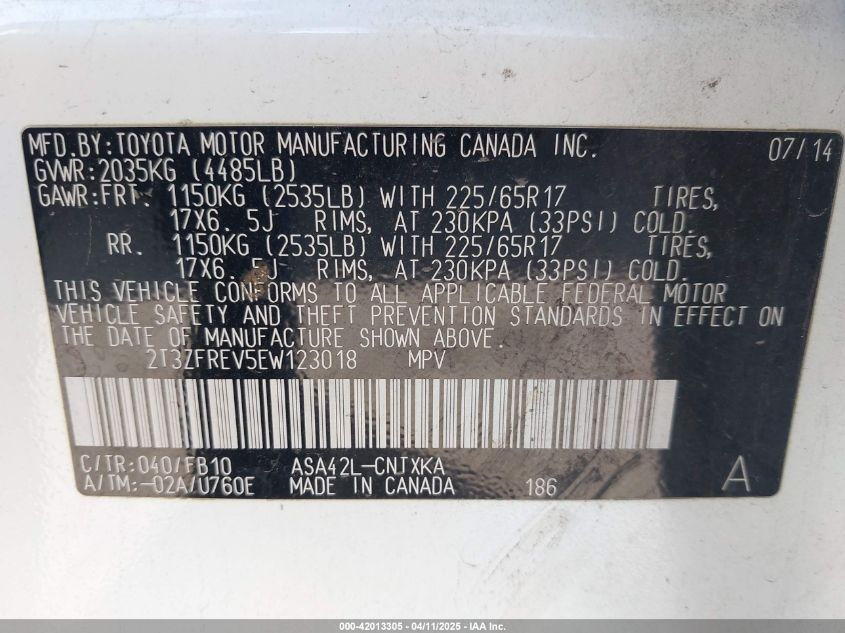 MFD.BY:TOYOTA MOTOR MANUFACTURING CANADA INC. 07/14
GVWR:2035KG (4485LB)
GAWR:FRT. 1150KG (2535LB) WITH 225/65R17 TIRES,
17X6. 5J RIMS, AT 230KPA (33PSI) COLD.
RR. 1150KG (2535LB) WITH 225/65R17 TIRES,
17X6. 5J RIMS, AT 230KPA (33PSI) COLD.
THIS VEHICLE CONFORMS TO ALL APPLICABLE FEDERAL MOTOR
VEHICLE SAFETY AND THEFT PREVENTION STANDARDS IN EFFECT ON
THE DATE OF MANUFACTURE SHOWN ABOVE.
2T3ZFREV5EW123018 MPV
C/TR:040/FB10 ASA42L-CNTXKA
A/TM:-02A/U760E MADE IN CANADA 186 A
000-42013305 / 04/11/2025 - IAA Inc.